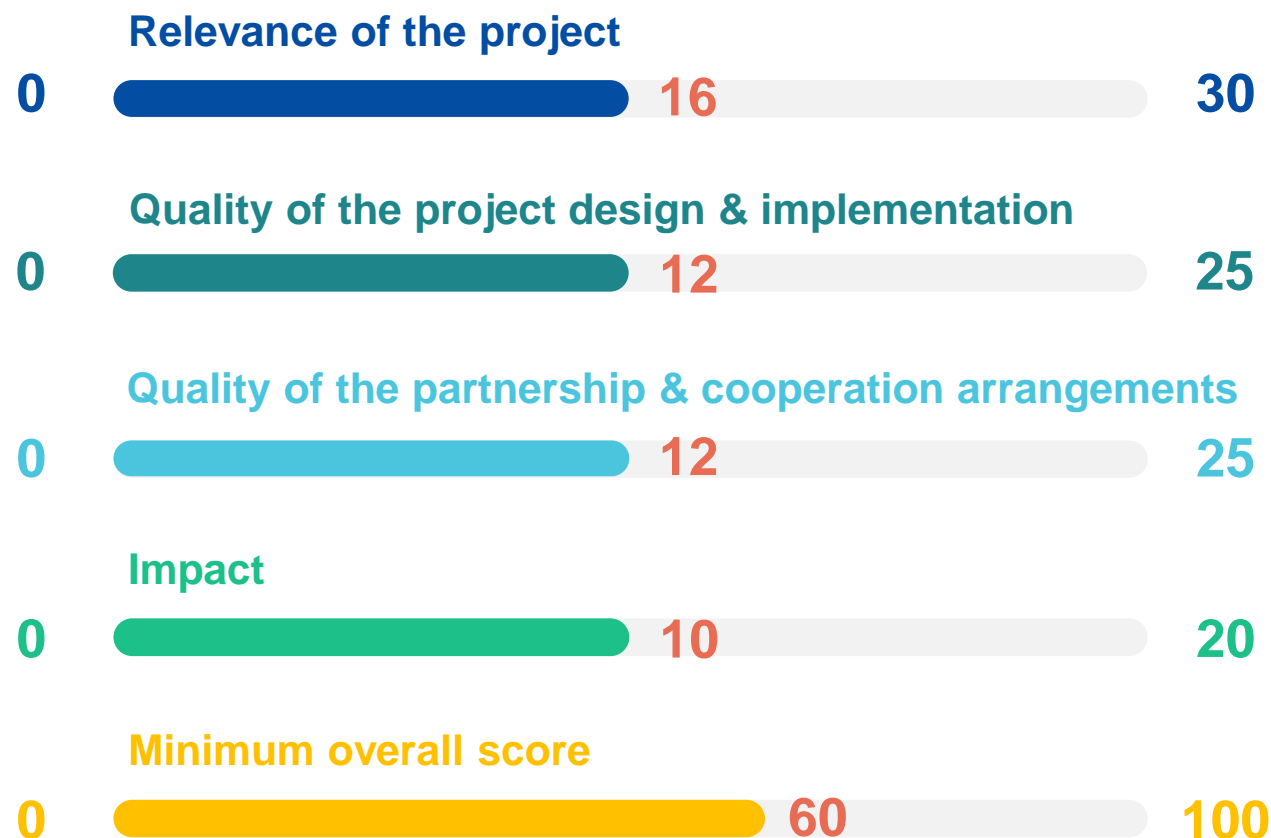 Relevance of the project
0 16 30
Quality of the project design & implementation
0 12 25
Quality of the partnership & cooperation arrangements
0 12 25
Impact
0 10 20
Minimum overall score
0 60 100